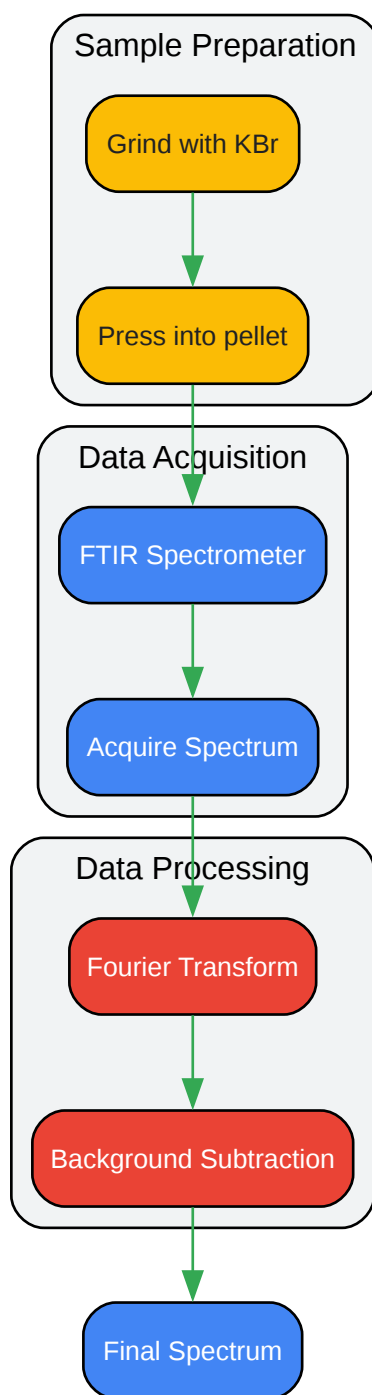 Sample Preparation
Grind with KBr
Press into pellet
Data Acquisition
FTIR Spectrometer
Acquire Spectrum
Data Processing
Fourier Transform
Background Subtraction
Final Spectrum